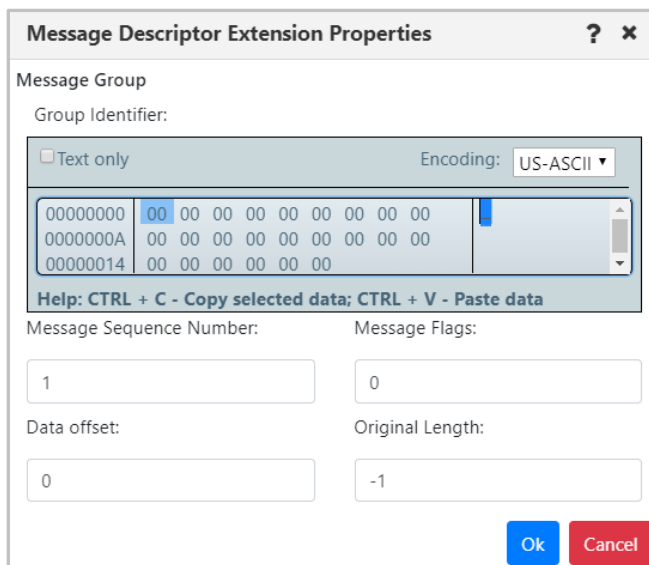 Message Descriptor Extension Properties ? ×
Message Group
Group Identifier:
Text only Encoding: US-ASCII
00000000 00 00 00 00 00 00 00 00 00
0000000A 00 00 00 00 00 00 00 00 00
00000014 00 00 00 00 00 00
Help: CTRL + C - Copy selected data; CTRL + V - Paste data
Message Sequence Number: Message Flags:
1 0
Data offset: Original Length:
0 -1
Ok Cancel